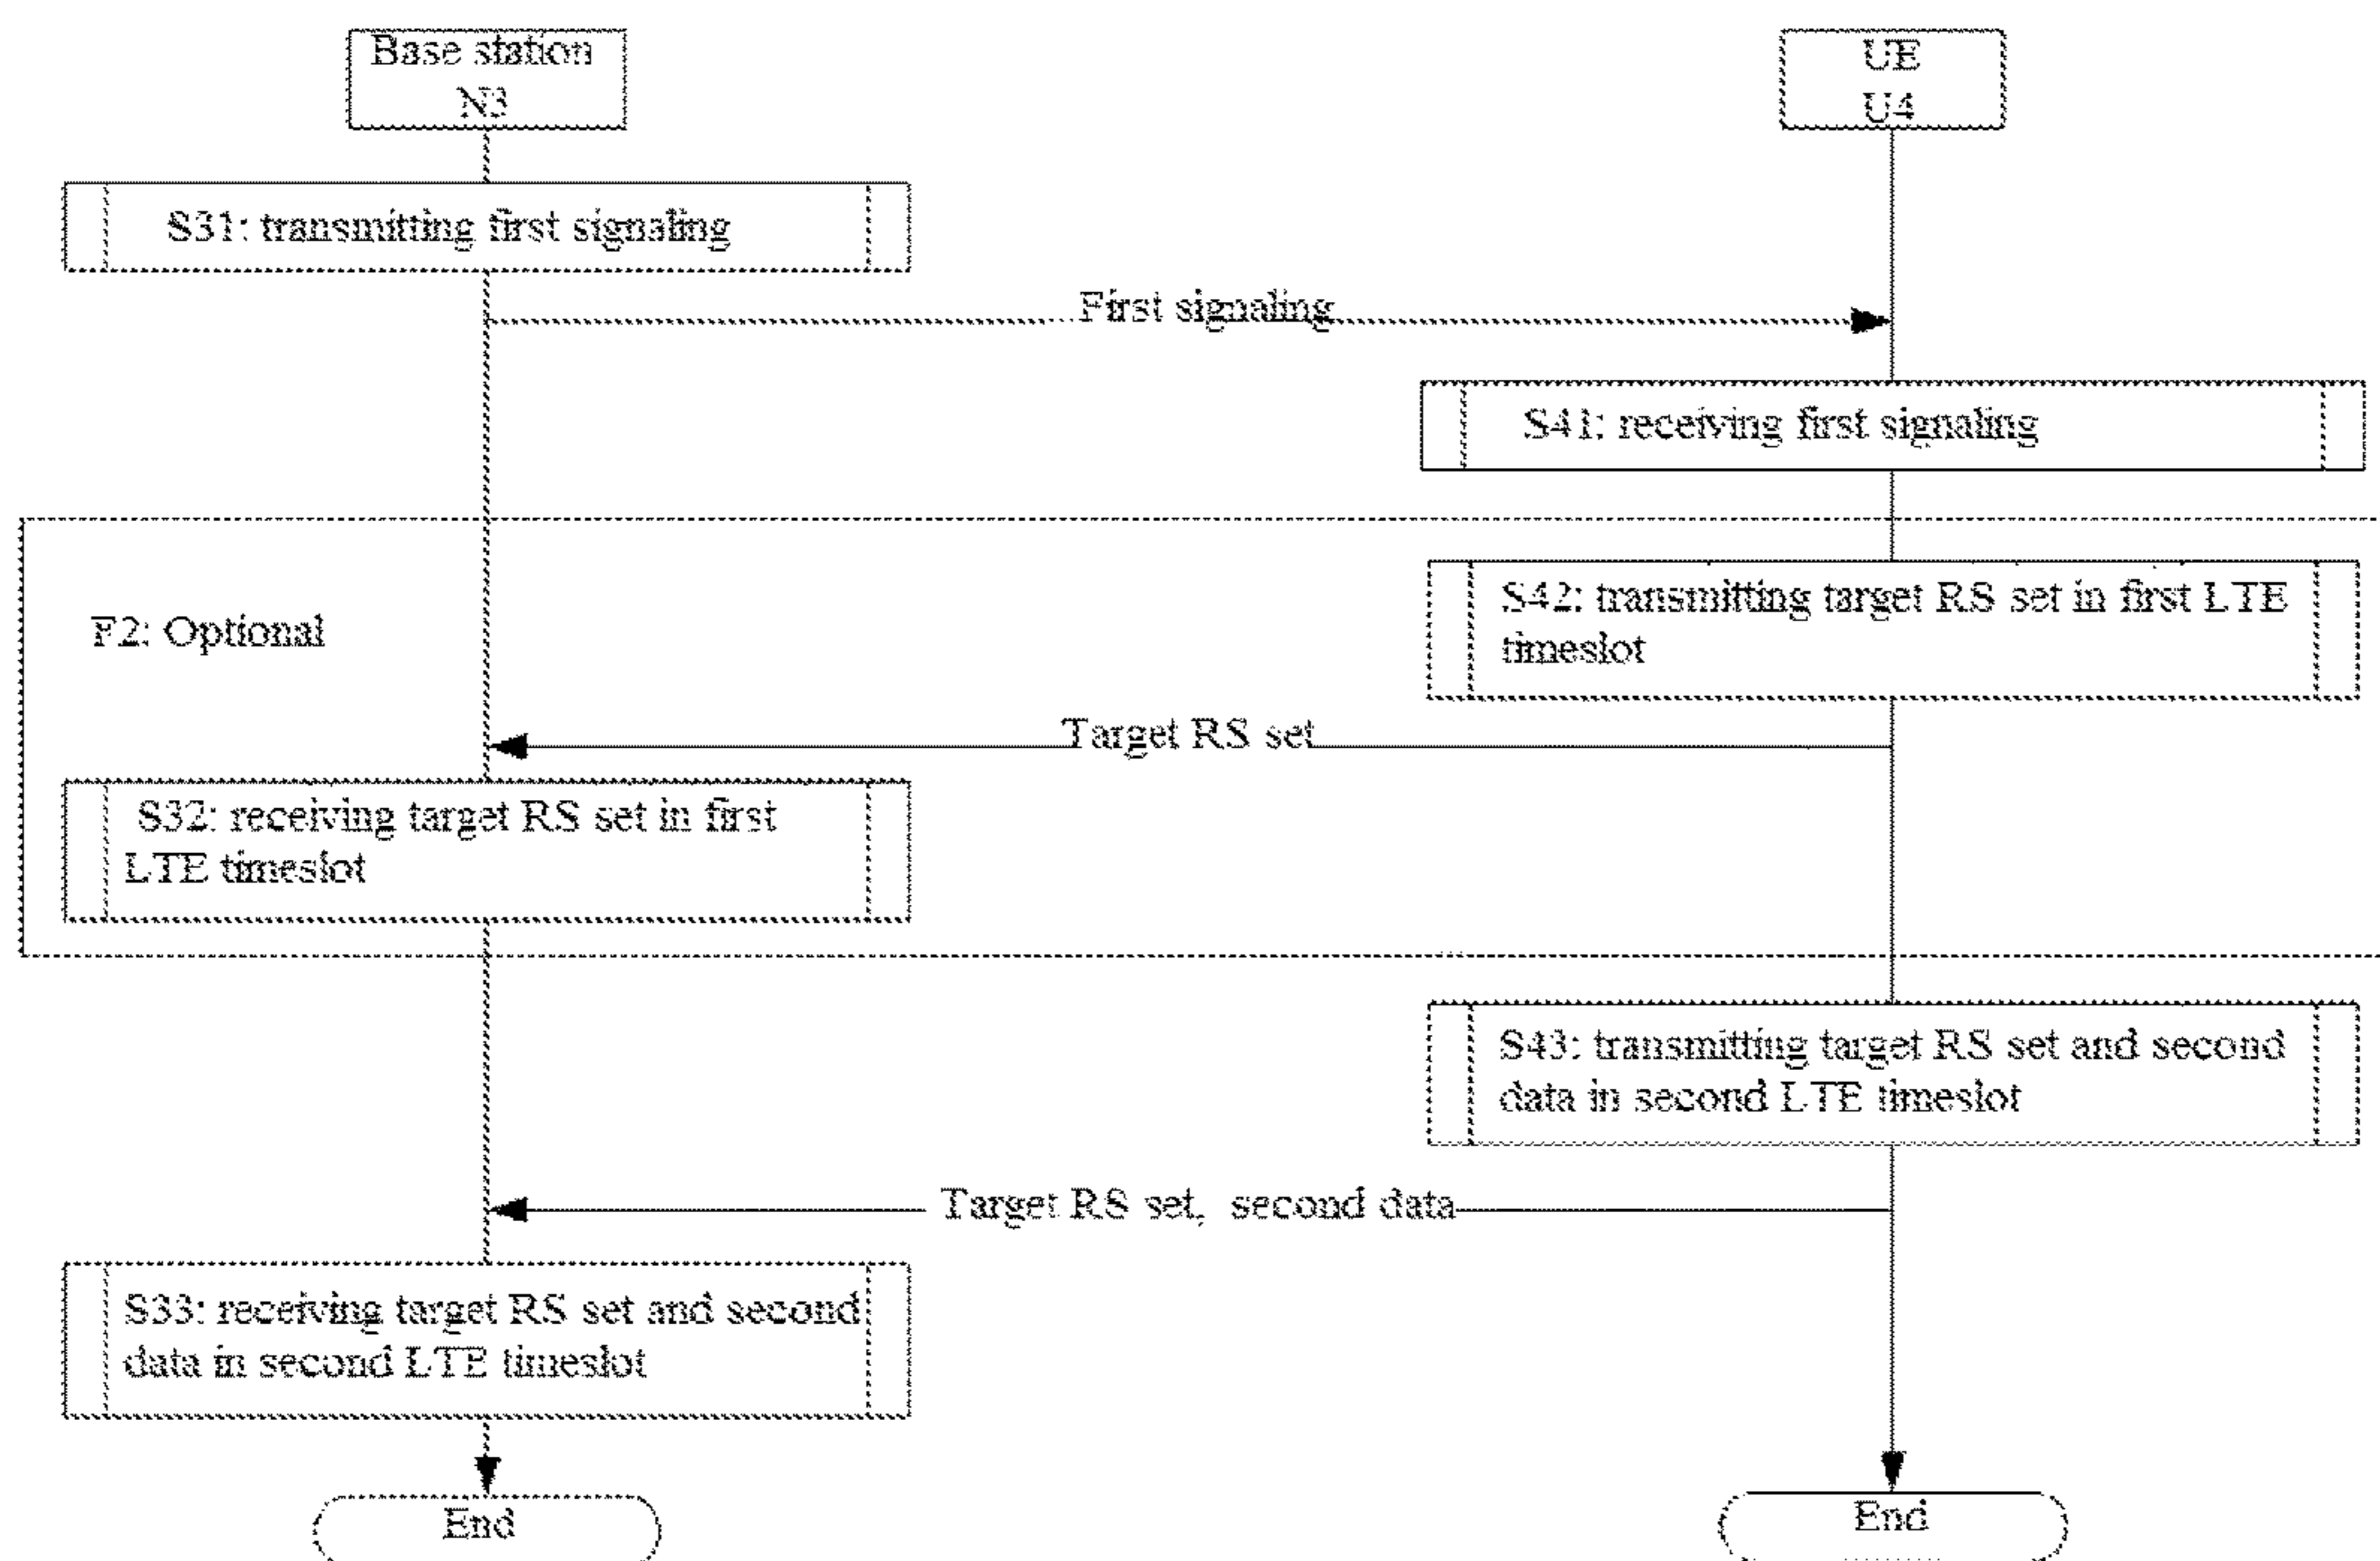 Base station
N3
UE
U4
S31: transmitting first signaling
First signaling
S41: receiving first signaling
F2: Optional
S42: transmitting target RS set in first LTE
timeslot
Target RS set
S32: receiving target RS set in first
LTE timeslot
S43: transmitting target RS set and second
data in second LTE timeslot
Target RS set, second data
S33: receiving target RS set and second
data in second LTE timeslot
End
End